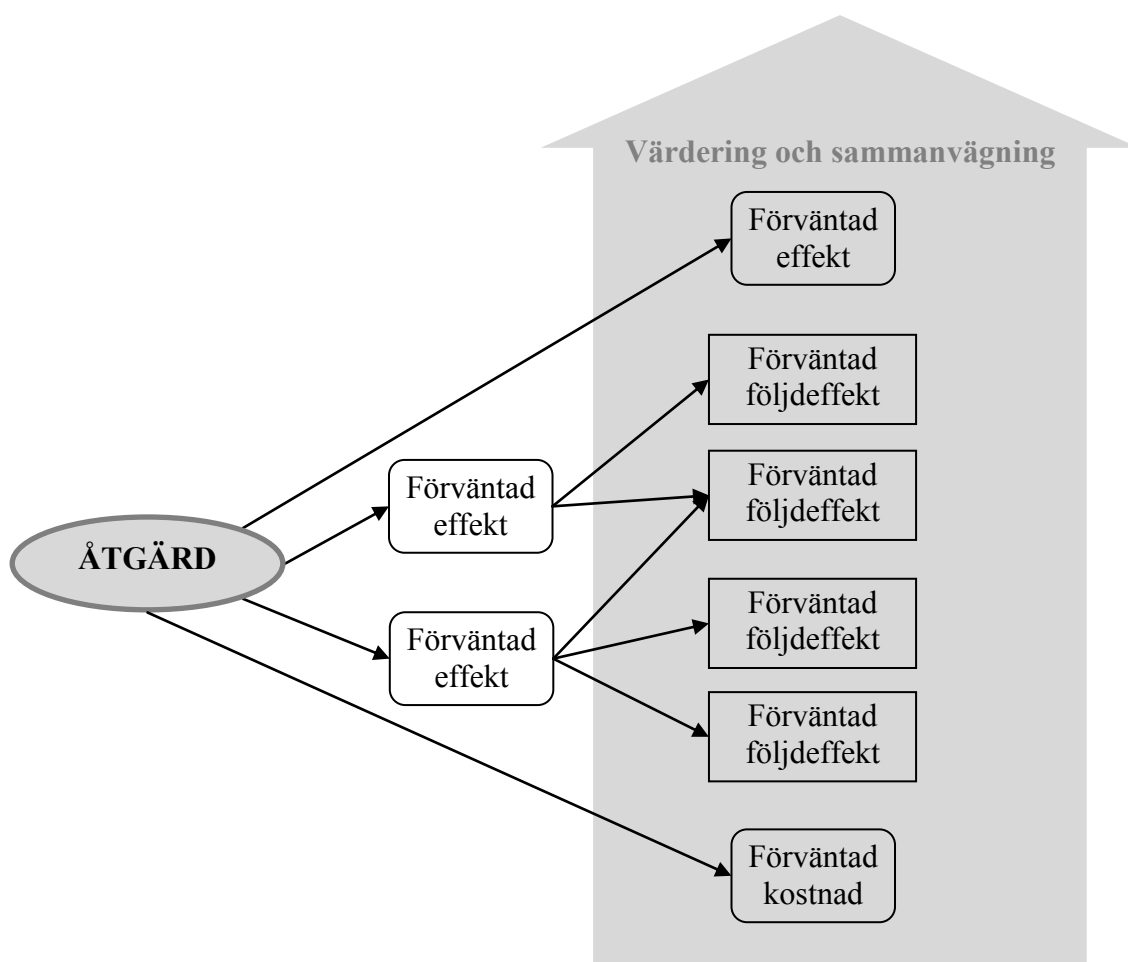 Värdering och sammanvägning
Förväntad
effekt
Förväntad
följdeffekt
Förväntad
effekt
Förväntad
följdeffekt
ÅTGÄRD
Förväntad
effekt
Förväntad
följdeffekt
Förväntad
följdeffekt
Förväntad
kostnad